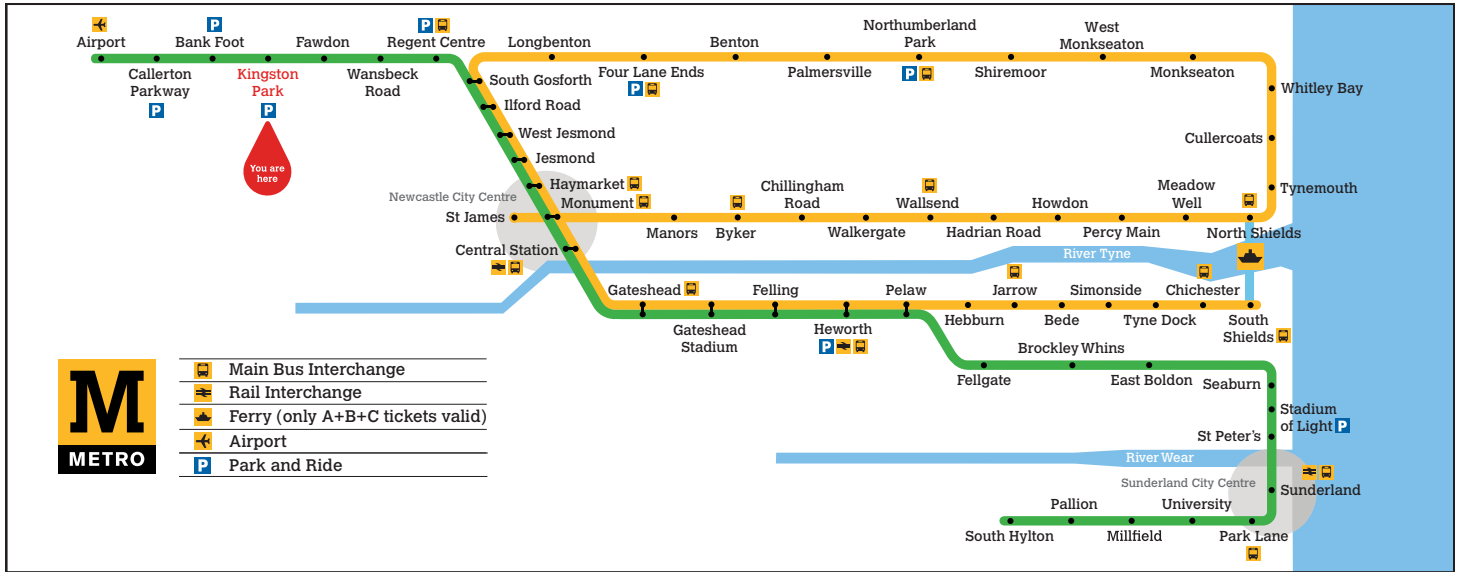 Airport
Callerton
Parkway
P
Bank Foot
P
Kingston
Park
P
You are
here
Fawdon
Wansbeck
Road
Regent Centre
P
Longbenton
Four Lane Ends
P
Benton
Palmersville
Northumberland
Park
P
Shiremoor
West
Monkseaton
Monkseaton
Whitley Bay
Cullercoats
Tynemouth
South Gosforth
Ilford Road
West Jesmond
Jesmond
Haymarket
Newcastle City Centre
Monument
St James
Central Station
Manors
Byker
Chillingham
Road
Walkergate
Wallsend
Hadrian Road
Howdon
Percy Main
Meadow
Well
North Shields
River Tyne
Gateshead
Gateshead
Stadium
Felling
Heworth
P
Pelaw
Hebburn
Jarrow
Bede
Simonside
Tyne Dock
Chichester
South
Shields
Fellgate
Brockley Whins
East Boldon
Seaburn
Stadium
of Light P
St Peter's
River Wear
Sunderland City Centre
Sunderland
Park Lane
University
Millfield
Pallion
South Hylton
M
METRO
Main Bus Interchange
Rail Interchange
Ferry (only A+B+C tickets valid)
Airport
P Park and Ride